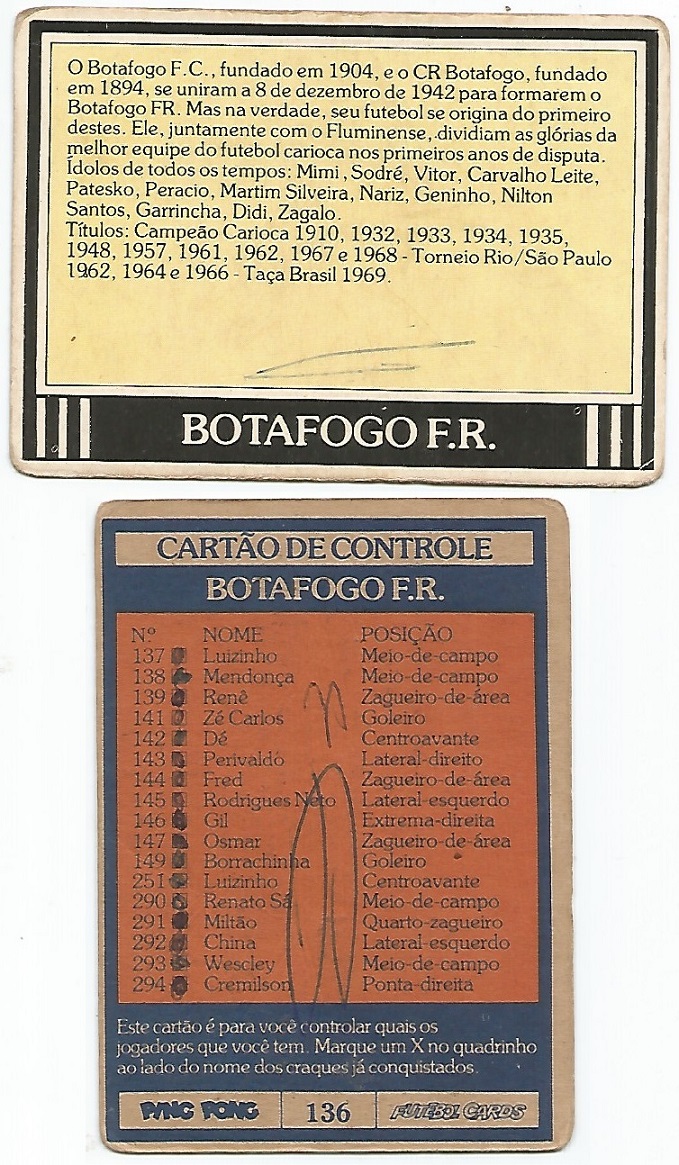 O Botafogo F.C., fundado em 1904, e o CR Botafogo, fundado
em 1894, se uniram a 8 de dezembro de 1942 para formarem o
Botafogo FR. Mas na verdade, seu futebol se origina do primeiro
destes. Ele, juntamente com o Fluminense, dividiam as glórias da
melhor equipe do futebol carioca nos primeiros anos de disputa.
Ídolos de todos os tempos: Mimi, Sodré, Vitor, Carvalho Leite,
Patesko, Peracio, Martim Silveira, Nariz, Geninho, Nilton
Santos, Garrincha, Didi, Zagalo.
Títulos: Campeão Carioca 1910, 1932, 1933, 1934, 1935,
1948, 1957, 1961, 1962, 1967 e 1968 - Torneio Rio/São Paulo
1962, 1964 e 1966 - Taça Brasil 1969.
BOTAFOGO F.R.
CARTÃO DE CONTROLE
BOTAFOGO F.R.
Nº NOME POSIÇÃO
137 Luizinho Meio-de-campo
138 Mendonça Meio-de-campo
139 Renê Zagueiro-de-área
141 Zé Carlos Goleiro
142 Dé Centroavante
143 Perivaldo Lateral-direito
144 Fred Zagueiro-de-área
145 Rodrigues Neto Lateral-esquerdo
146 Gil Extrema-direita
147 Osmar Zagueiro-de-área
149 Borrachinha Goleiro
251 Luizinho Centroavante
290 Renato Sá Meio-de-campo
291 Miltão Quarto-zagueiro
292 China Lateral-esquerdo
293 Wescley Meio-de-campo
294 Cremilson Ponta-direita
Este cartão é para você controlar quais os
jogadores que você tem. Marque um X no quadrinho
ao lado do nome dos craques já conquistados.
PING PONG 136 FUTEBOL CARDS